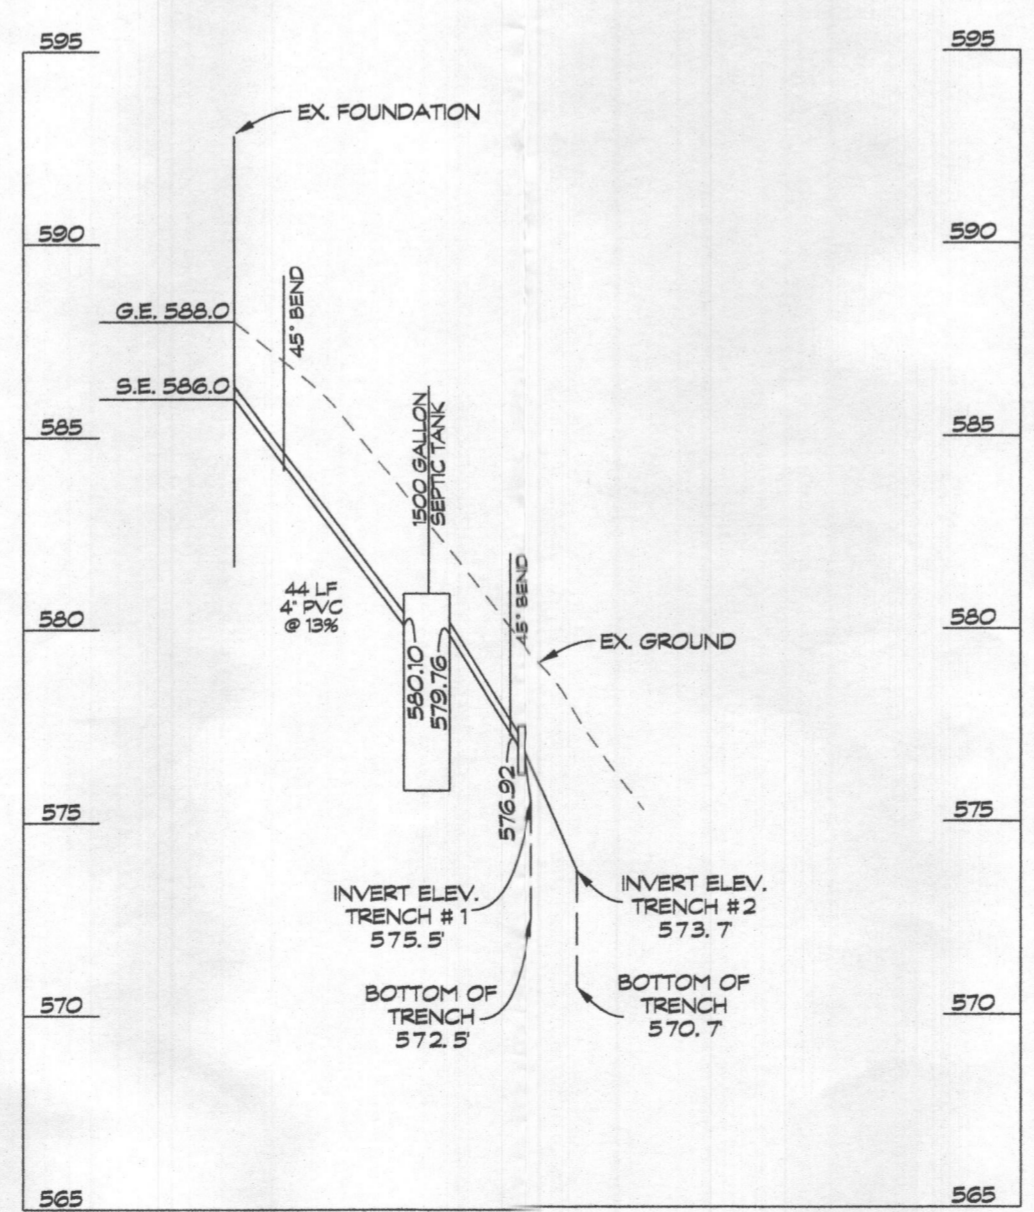 595
595
EX. FOUNDATION
590
590
45° BEND
G.E. 588.0
S.E. 586.0
585
585
1500 GALLON
SEPTIC TANK
44 LF
4" PVC
@ 13%
580
580
45° BEND
EX. GROUND
580.10
579.76
576.92
575
575
INVERT ELEV.
TRENCH # 1
575.5'
INVERT ELEV.
TRENCH #2
573.7'
BOTTOM OF
TRENCH
572.5'
BOTTOM OF
TRENCH
570.7'
570
570
565
565